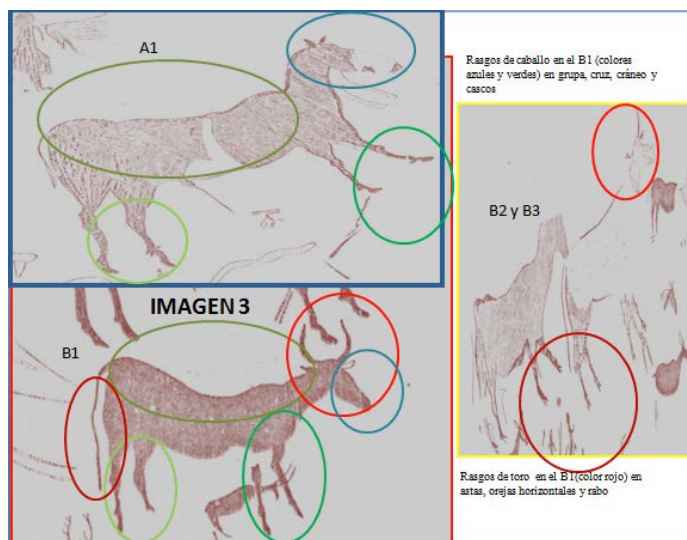 A1
Rasgos de caballo en el B1 (colores
azules y verdes) en grupa, cruz, cráneo y
cascos
B2 y B3
IMAGEN 3
B1
Rasgos de toro en el B1(color rojo) en
astas, orejas horizontales y rabo